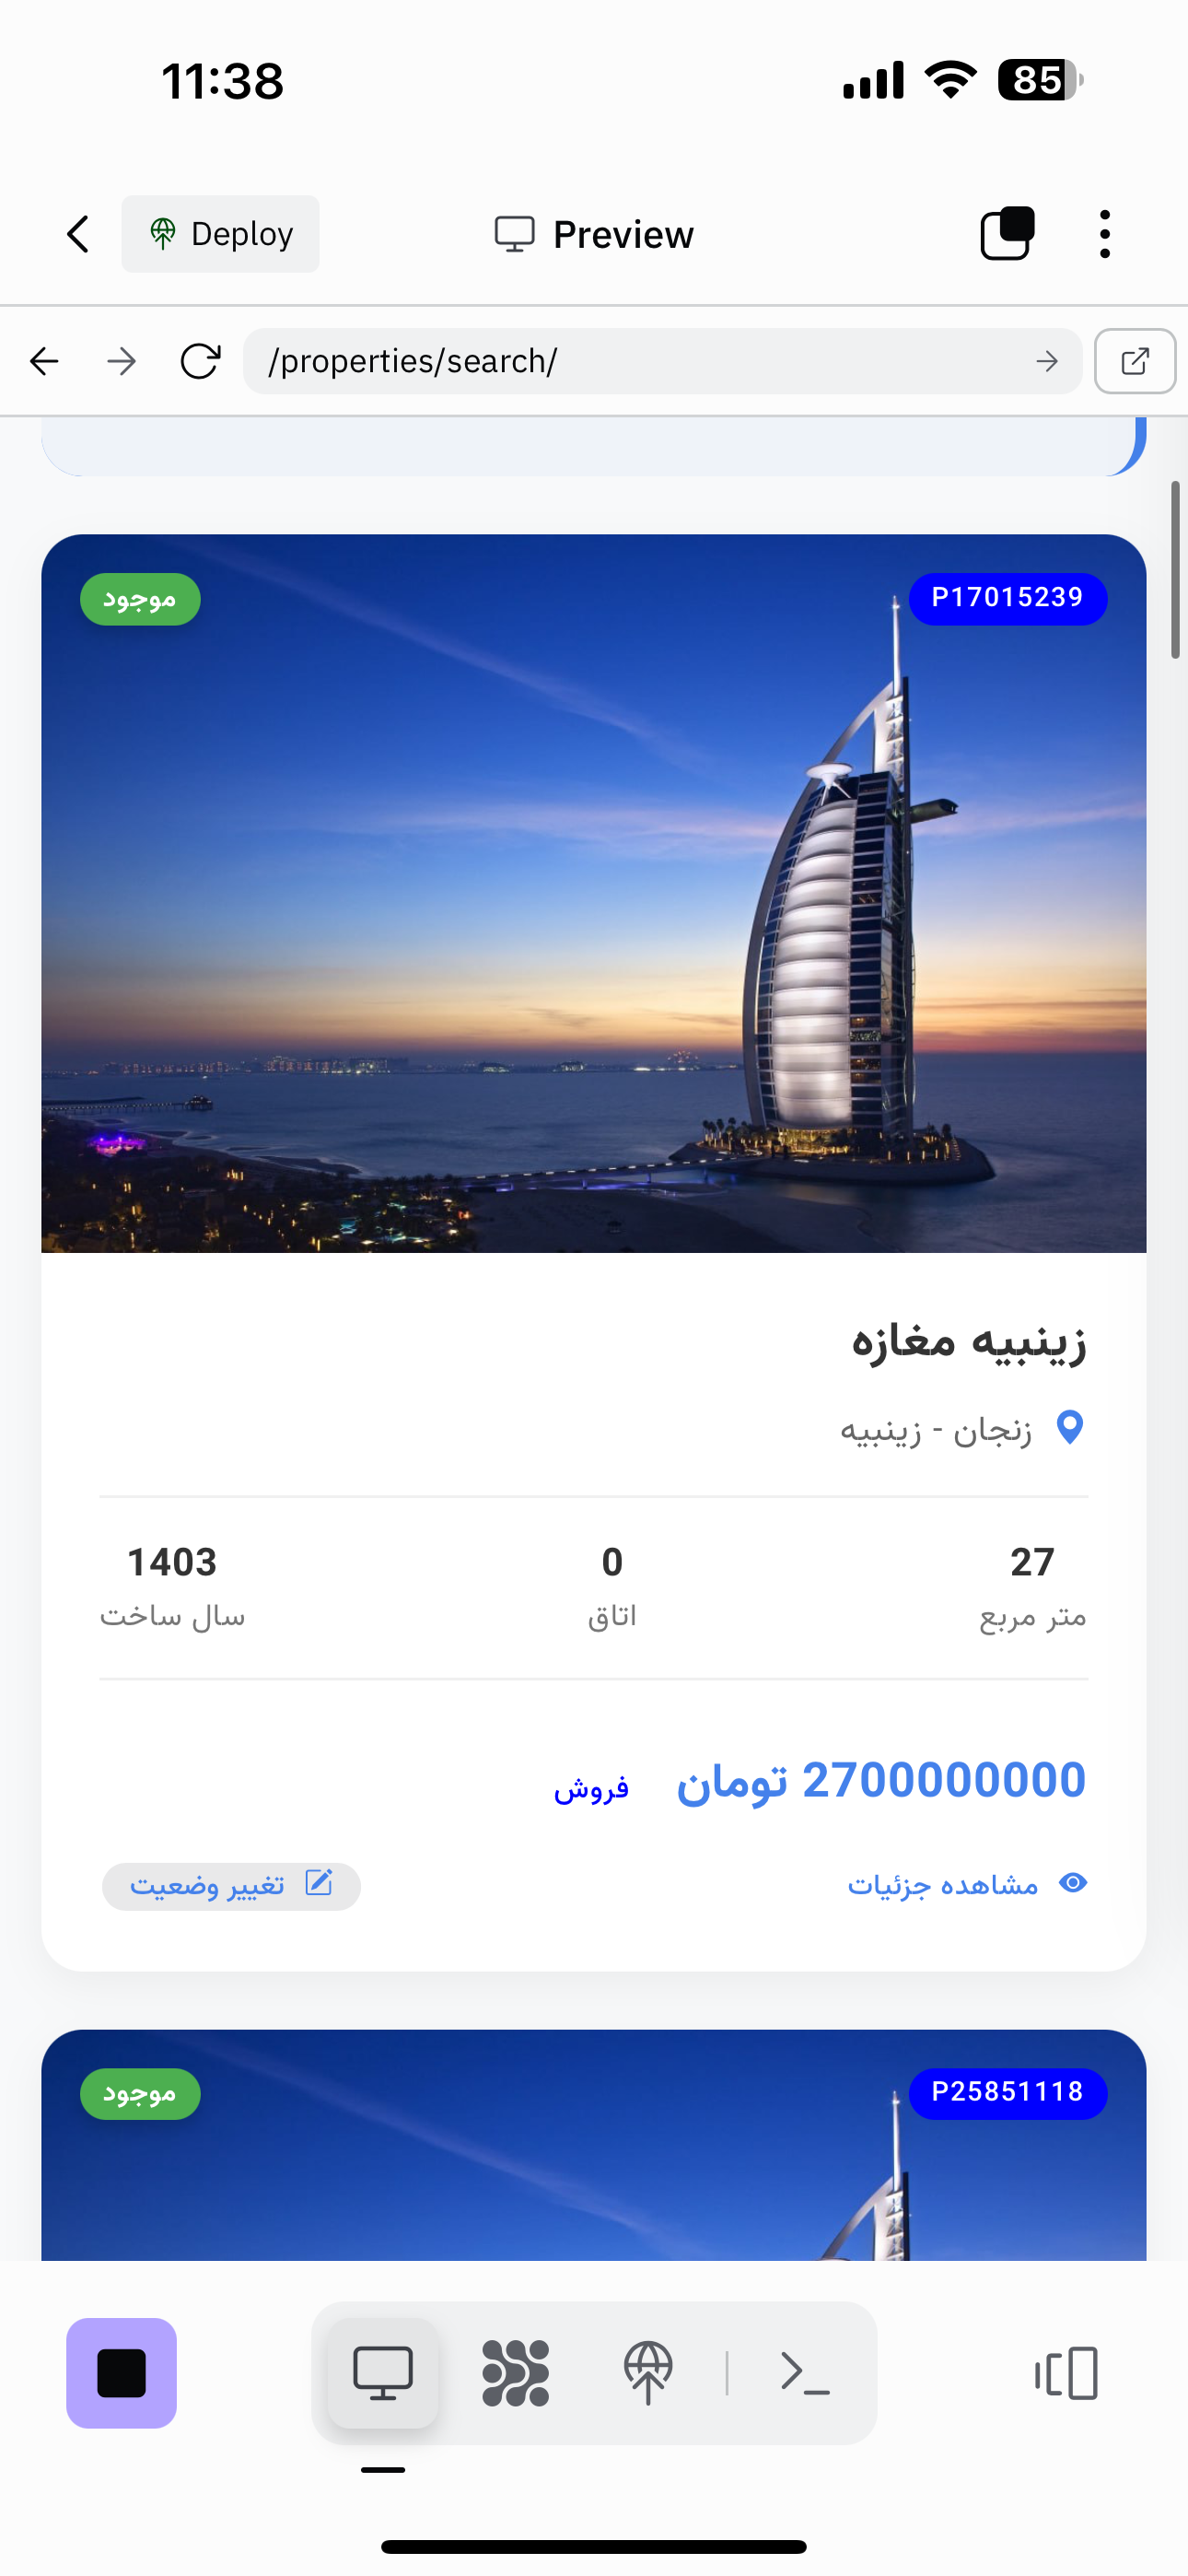 11:38
85
Deploy
Preview
/properties/search/
P17015239
موجود
زینبیه مغازه
زنجان - زینبیه
27
0
1403
متر مربع
اتاق
سال ساخت
2700000000 تومان
فروش
مشاهده جزئیات
تغییر وضعیت
P25851118
موجود